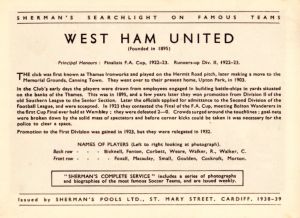 SHERMAN'S SEARCHLIGHT ON FAMOUS TEAMS
WEST HAM UNITED
(Founded in 1895)
Principal Honours : Finalists F.A. Cup, 1922-23. Runners-up Div. II, 1922-23.
THE club was first known as Thames Ironworks and played on the Hermit Road pitch, later making a move to the
Memorial Grounds, Canning Town. They went over to their present home, Upton Park, in 1903.
In the Club's early days the players were drawn from employees engaged in building battle-ships in yards situated
on the banks of the Thames. This was in 1895, and a few years later they won promotion from Division II of the
old Southern League to the Senior Section. Later the officials applied for admittance to the Second Division of the
Football League, and were accepted. In 1923 they contested the Final of the F.A. Cup, meeting Bolton Wanderers in
the first Cup Final ever held at Wembley ; they were defeated 2—0. Crowds surged around the touchlines ; goal nets
were broken down by the solid mass of spectators and before corner kicks could be taken it was necessary for the
police to clear a space.
Promotion to the First Division was gained in 1923, but they were relegated in 1932.
NAMES OF PLAYERS (Left to right looking at photograph).
Back row - - Bicknell, Fenton, Corbett, Weare, Walker, R., Walker, C.
Front row - - Foxall, Macaulay, Small, Goulden, Cockroft, Morton.
"SHERMAN'S COMPLETE SERVICE" includes a series of photographs
and biographies of the most famous Soccer Teams, and are issued weekly.
Issued by SHERMAN'S POOLS LTD., ST. MARY STREET, CARDIFF, 1938-39